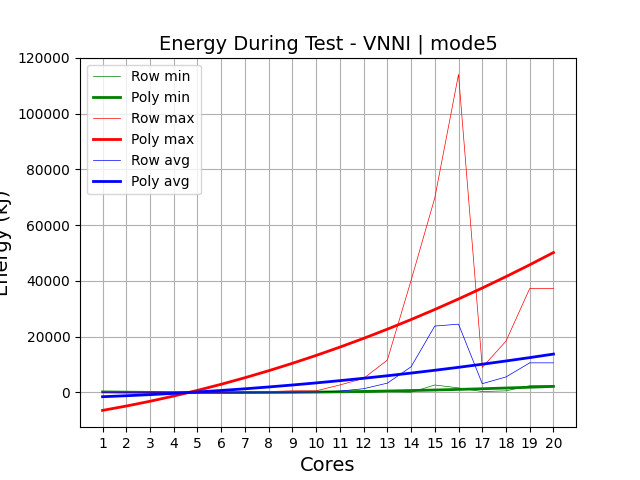 Energy During Test - VNNI | mode5
120000
100000
80000
60000
40000
20000
0
Energy (kJ)
Row min
Poly min
Row max
Poly max
Row avg
Poly avg
1 2 3 4 5 6 7 8 9 10 11 12 13 14 15 16 17 18 19 20
Cores